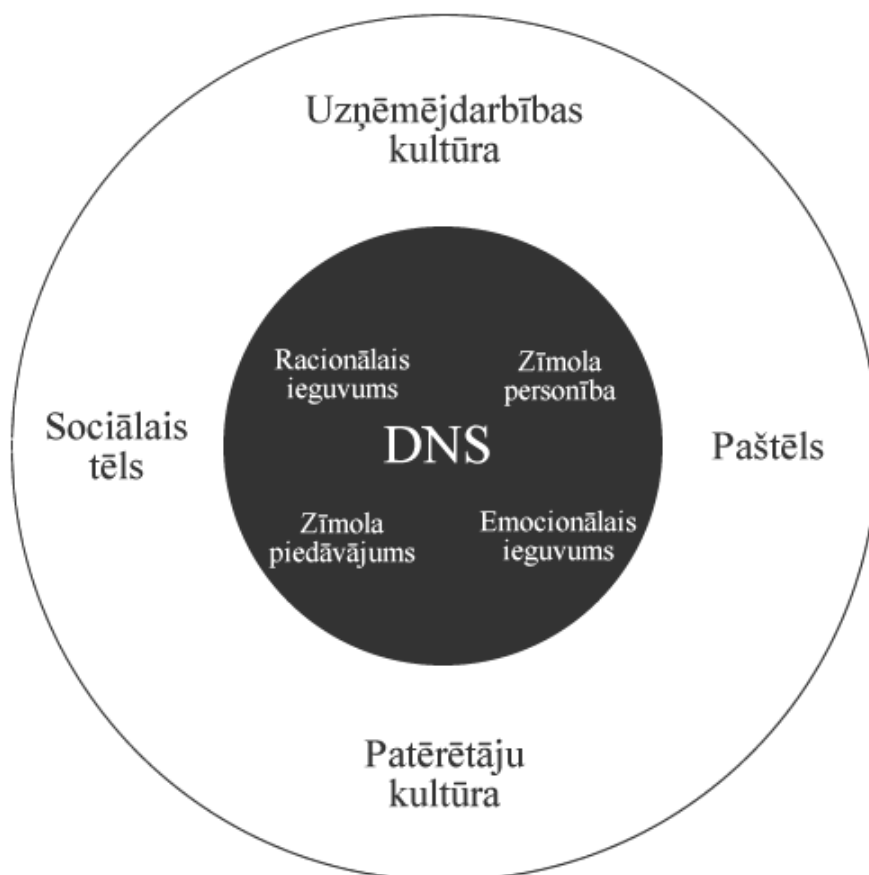 Uzņēmējdarbības
kultūra
Racionālais
ieguvums
Zīmola
personība
Sociālais
tēls
DNS
Paštēls
Zīmola
piedāvājums
Emocionālais
ieguvums
Patērētāju
kultūra